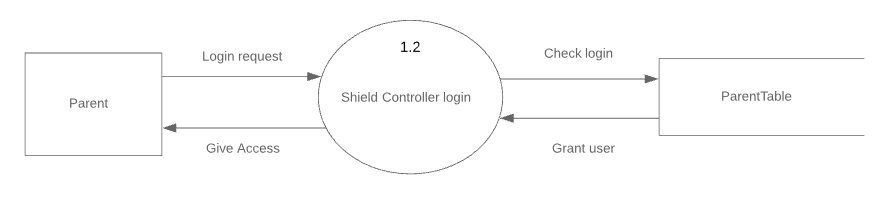 1.2
Login request
Check login
Parent
Shield Controller login
ParentTable
Give Access
Grant user